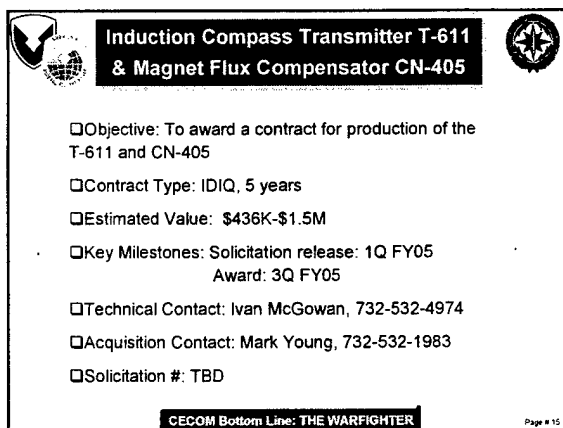 Induction Compass Transmitter T-611
& Magnet Flux Compensator CN-405
❑Objective: To award a contract for production of the
T-611 and CN-405
❑Contract Type: IDIQ, 5 years
❑Estimated Value: $436K-$1.5M
❑Key Milestones: Solicitation release: 1Q FY05
Award: 3Q FY05
❑Technical Contact: Ivan McGowan, 732-532-4974
❑Acquisition Contact: Mark Young, 732-532-1983
❑Solicitation #: TBD
CECOM Bottom Line: THE WARFIGHTER
Page # 15